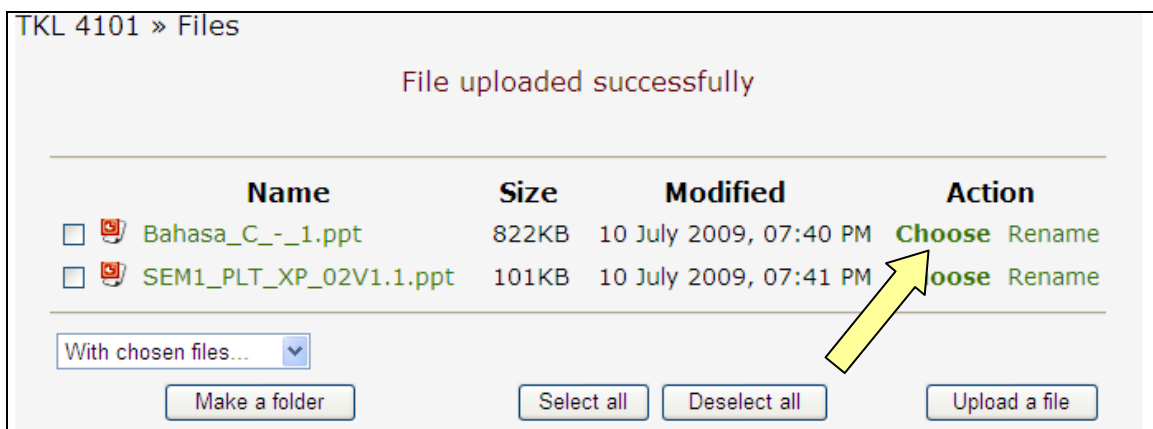 TKL 4101 » Files
File uploaded successfully
Name Size Modified Action
Bahasa_C_-_1.ppt 822KB 10 July 2009, 07:40 PM Choose Rename
SEM1_PLT_XP_02V1.1.ppt 101KB 10 July 2009, 07:41 PM Rename
With chosen files...
Make a folder Select all Deselect all Upload a file